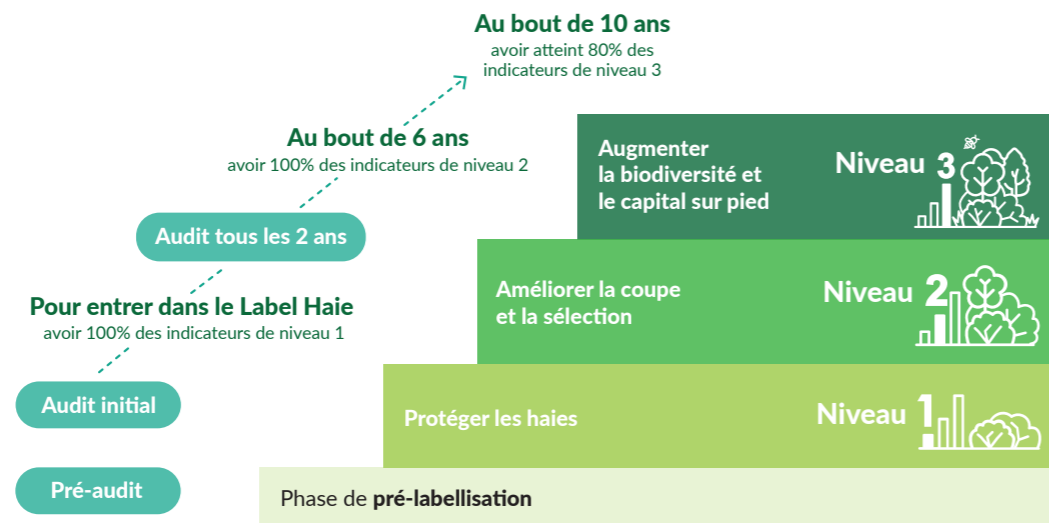 Au bout de 10 ans
avoir atteint 80% des
indicateurs de niveau 3
Au bout de 6 ans
avoir 100% des indicateurs de niveau 2
Audit tous les 2 ans
Pour entrer dans le Label Haie
avoir 100% des indicateurs de niveau 1
Audit initial
Pré-audit
Augmenter
la biodiversité et
le capital sur pied
Niveau 3
Améliorer la coupe
et la sélection
Niveau 2
Protéger les haies
Niveau 1
Phase de pré-labellisation